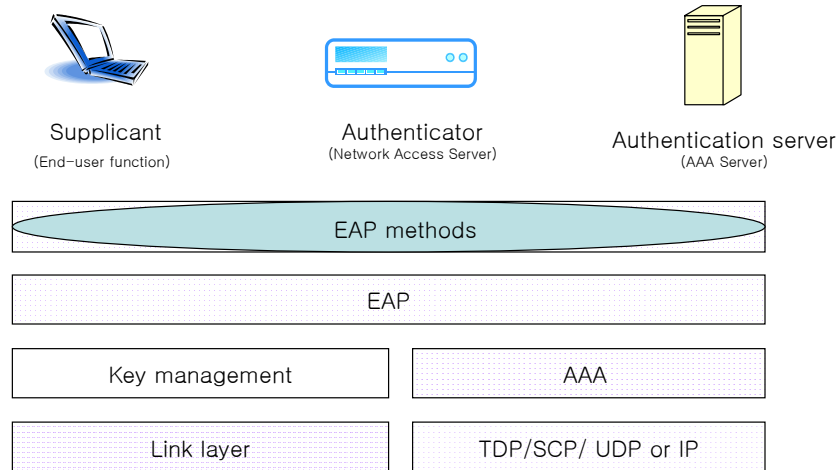 Supplicant
(End-user function)
Authenticator
(Network Access Server)
Authentication server
(AAA Server)
EAP methods
EAP
Key management
AAA
Link layer
TDP/SCP/ UDP or IP